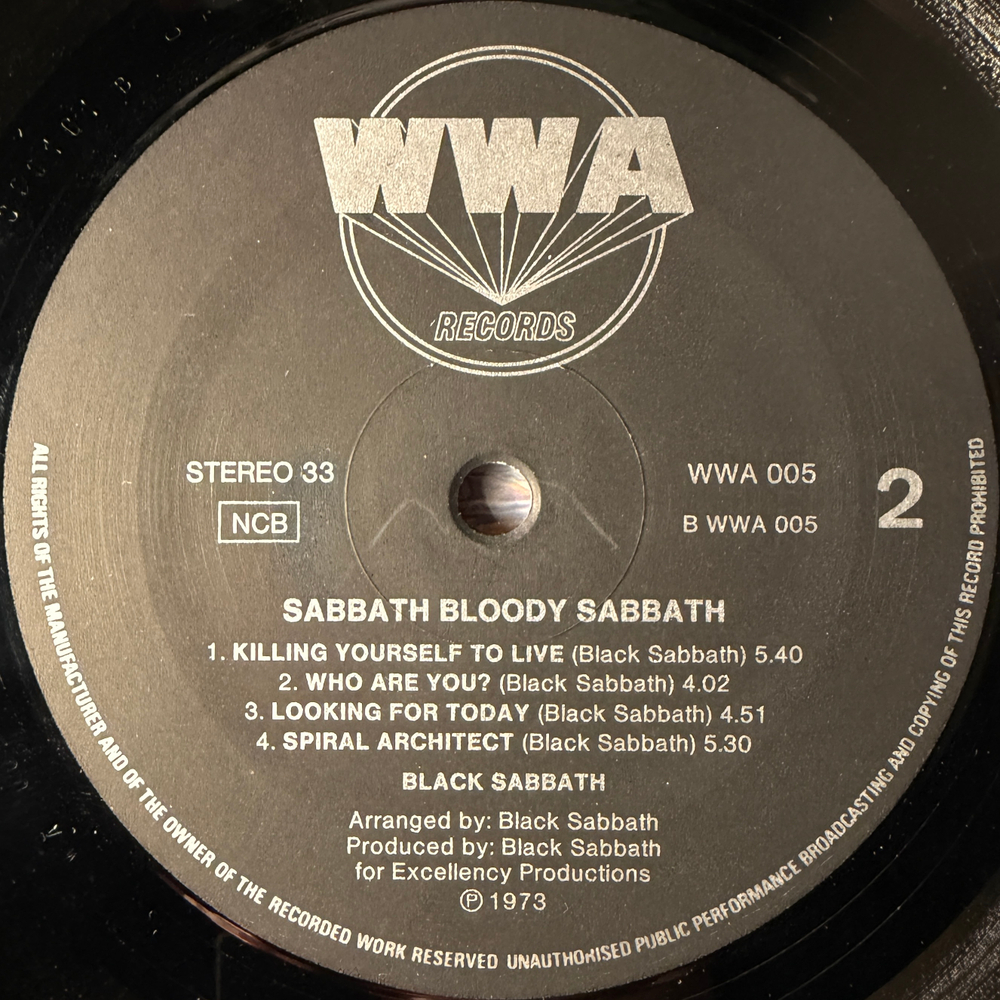 WWA
RECORDS
STEREO 33
NCB
WWA 005
B WWA 005
2
SABBATH BLOODY SABBATH
1. KILLING YOURSELF TO LIVE (Black Sabbath) 5.40
2. WHO ARE YOU? (Black Sabbath) 4.02
3. LOOKING FOR TODAY (Black Sabbath) 4.51
4. SPIRAL ARCHITECT (Black Sabbath) 5.30
BLACK SABBATH
Arranged by: Black Sabbath
Produced by: Black Sabbath
for Excellency Productions
℗ 1973
ALL RIGHTS OF THE MANUFACTURER AND OF THE OWNER OF THE RECORDED WORK RESERVED UNAUTHORISED PUBLIC PERFORMANCE BROADCASTING AND COPYING OF THIS RECORD PROHIBITED